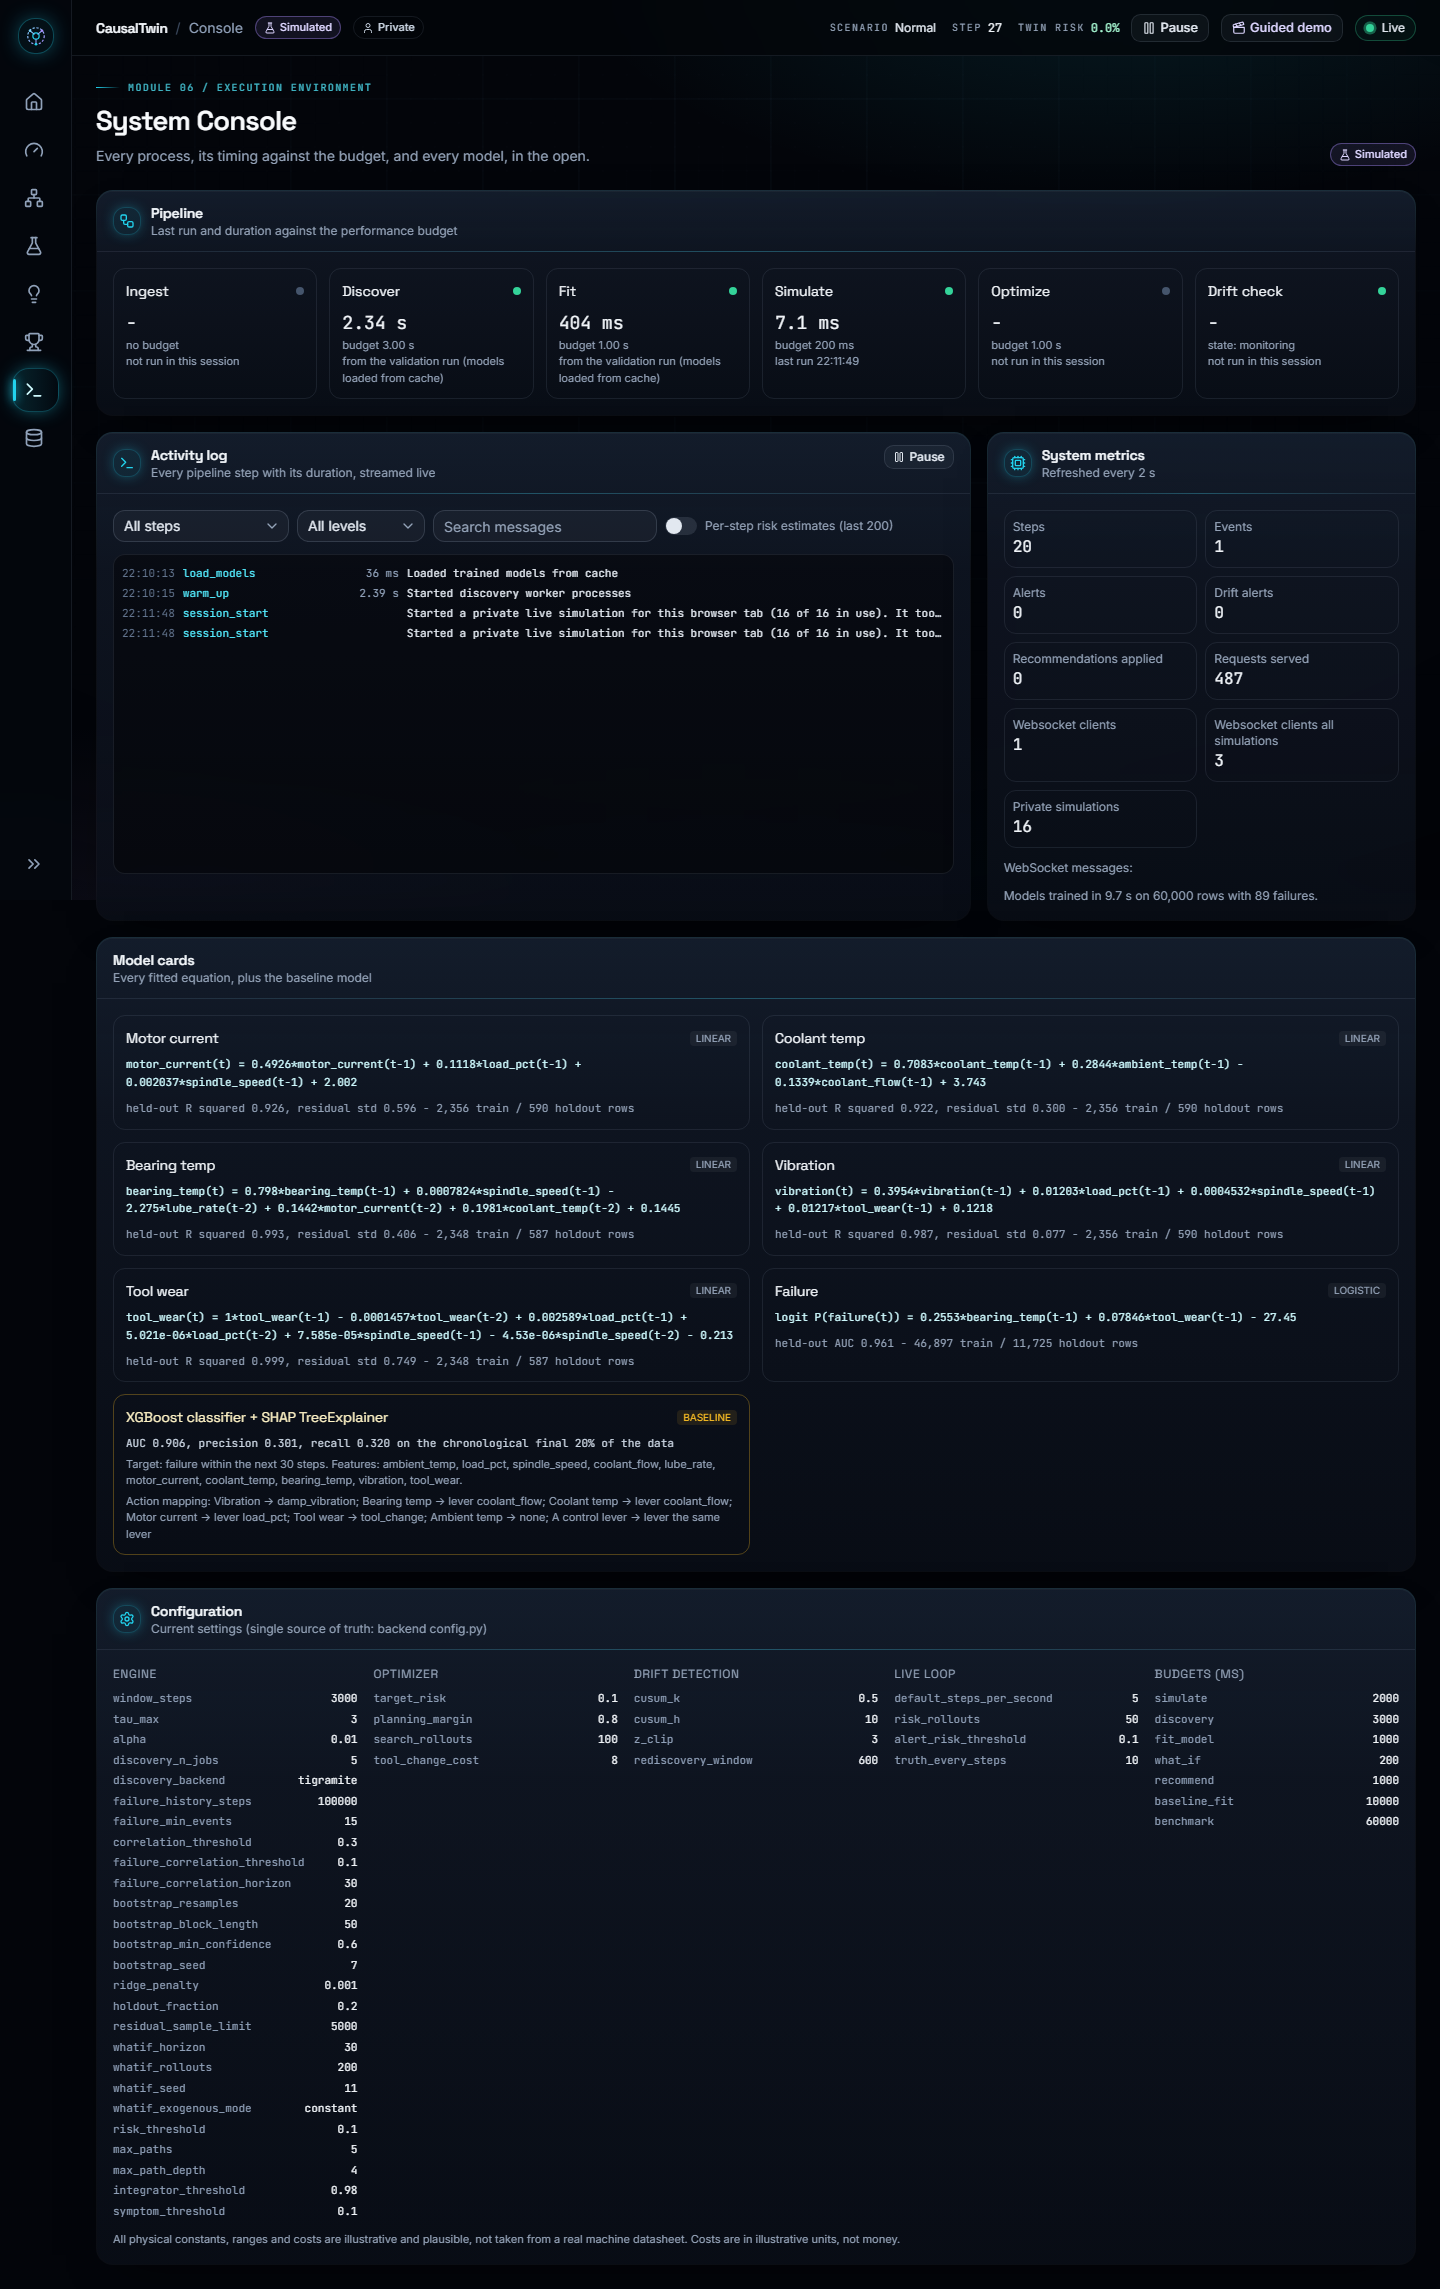 CausalTwin / Console Simulated Private SCENARIO Normal STEP 27 TWIN RISK 0.0% Pause Guided demo Live
MODULE 06 / EXECUTION ENVIRONMENT
System Console
Every process, its timing against the budget, and every model, in the open.
Simulated
Pipeline
Last run and duration against the performance budget
Ingest
-
no budget
not run in this session
Discover
2.34 s
budget 3.00 s
from the validation run (models
loaded from cache)
Fit
404 ms
budget 1.00 s
from the validation run (models
loaded from cache)
Simulate
7.1 ms
budget 200 ms
last run 22:11:49
Optimize
-
budget 1.00 s
not run in this session
Drift check
-
state: monitoring
not run in this session
Activity log
Every pipeline step with its duration, streamed live
Pause
All steps All levels Search messages Per-step risk estimates (last 200)
22:10:13 load_models 36 ms Loaded trained models from cache
22:10:15 warm_up 2.39 s Started discovery worker processes
22:11:48 session_start Started a private live simulation for this browser tab (16 of 16 in use). It too…
22:11:48 session_start Started a private live simulation for this browser tab (16 of 16 in use). It too…
System metrics
Refreshed every 2 s
Steps
20
Events
1
Alerts
0
Drift alerts
0
Recommendations applied
0
Requests served
487
Websocket clients
1
Websocket clients all
simulations
3
Private simulations
16
WebSocket messages:
Models trained in 9.7 s on 60,000 rows with 89 failures.
Model cards
Every fitted equation, plus the baseline model
Motor current LINEAR
motor_current(t) = 0.4926*motor_current(t-1) + 0.1118*load_pct(t-1) +
0.002037*spindle_speed(t-1) + 2.002
held-out R squared 0.926, residual std 0.596 - 2,356 train / 590 holdout rows
Coolant temp LINEAR
coolant_temp(t) = 0.7083*coolant_temp(t-1) + 0.2844*ambient_temp(t-1) -
0.1339*coolant_flow(t-1) + 3.743
held-out R squared 0.922, residual std 0.300 - 2,356 train / 590 holdout rows
Bearing temp LINEAR
bearing_temp(t) = 0.798*bearing_temp(t-1) + 0.0007824*spindle_speed(t-1) -
2.275*lube_rate(t-2) + 0.1442*motor_current(t-2) + 0.1981*coolant_temp(t-2) + 0.1445
held-out R squared 0.993, residual std 0.406 - 2,348 train / 587 holdout rows
Vibration LINEAR
vibration(t) = 0.3954*vibration(t-1) + 0.01203*load_pct(t-1) + 0.0004532*spindle_speed(t-1)
+ 0.01217*tool_wear(t-1) + 0.1218
held-out R squared 0.987, residual std 0.077 - 2,356 train / 590 holdout rows
Tool wear LINEAR
tool_wear(t) = 1*tool_wear(t-1) - 0.0001457*tool_wear(t-2) + 0.002589*load_pct(t-1) +
5.021e-06*load_pct(t-2) + 7.585e-05*spindle_speed(t-1) - 4.53e-06*spindle_speed(t-2) - 0.213
held-out R squared 0.999, residual std 0.749 - 2,348 train / 587 holdout rows
Failure LOGISTIC
logit P(failure(t)) = 0.2553*bearing_temp(t-1) + 0.07846*tool_wear(t-1) - 27.45
held-out AUC 0.961 - 46,897 train / 11,725 holdout rows
XGBoost classifier + SHAP TreeExplainer BASELINE
AUC 0.906, precision 0.301, recall 0.320 on the chronological final 20% of the data
Target: failure within the next 30 steps. Features: ambient_temp, load_pct, spindle_speed, coolant_flow, lube_rate,
motor_current, coolant_temp, bearing_temp, vibration, tool_wear.
Action mapping: Vibration → damp_vibration; Bearing temp → lever coolant_flow; Coolant temp → lever coolant_flow;
Motor current → lever load_pct; Tool wear → tool_change; Ambient temp → none; A control lever → lever the same
lever
Configuration
Current settings (single source of truth: backend config.py)
ENGINE
window_steps 3000
tau_max 3
alpha 0.01
discovery_n_jobs 5
discovery_backend tigramite
failure_history_steps 100000
failure_min_events 15
correlation_threshold 0.3
failure_correlation_threshold 0.1
failure_correlation_horizon 30
bootstrap_resamples 20
bootstrap_block_length 50
bootstrap_min_confidence 0.6
bootstrap_seed 7
ridge_penalty 0.001
holdout_fraction 0.2
residual_sample_limit 5000
whatif_horizon 30
whatif_rollouts 200
whatif_seed 11
whatif_exogenous_mode constant
risk_threshold 0.1
max_paths 5
max_path_depth 4
integrator_threshold 0.98
symptom_threshold 0.1
OPTIMIZER
target_risk 0.1
planning_margin 0.8
search_rollouts 100
tool_change_cost 8
DRIFT DETECTION
cusum_k 0.5
cusum_h 10
z_clip 3
rediscovery_window 600
LIVE LOOP
default_steps_per_second 5
risk_rollouts 50
alert_risk_threshold 0.1
truth_every_steps 10
BUDGETS (MS)
simulate 2000
discovery 3000
fit_model 1000
what_if 200
recommend 1000
baseline_fit 10000
benchmark 60000
All physical constants, ranges and costs are illustrative and plausible, not taken from a real machine datasheet. Costs are in illustrative units, not money.